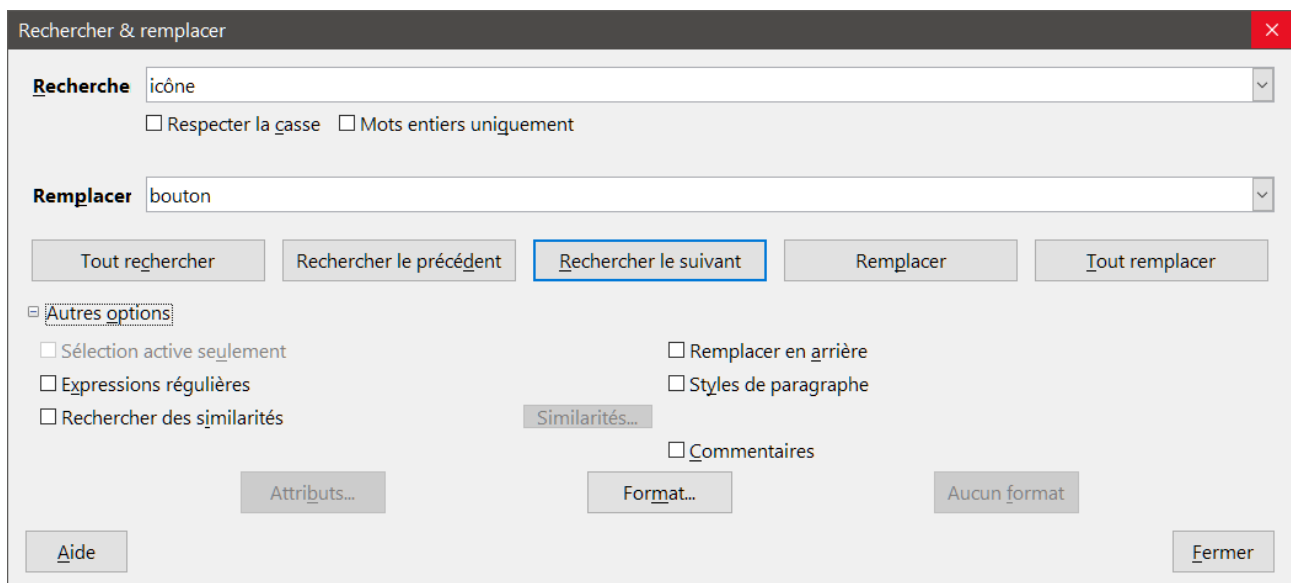 Rechercher & remplacer
Recherche icône
Respecter la casse Mots entiers uniquement
Remplacer bouton
Tout rechercher Rechercher le précédent Rechercher le suivant Remplacer Tout remplacer
Autres options
Sélection active seulement Remplacer en arrière
Expressions régulières Styles de paragraphe
Rechercher des similarités Similarités...
Commentaires
Attributs... Format... Aucun format
Aide Fermer